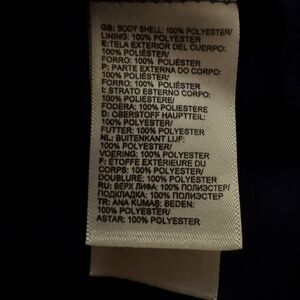 GB: BODY SHELL: 100% POLYESTER/
LINING: 100% POLYESTER
E: TELA EXTERIOR DEL CUERPO:
100% POLIÉSTER/
FORRO: 100% POLIÉSTER
P: PARTE EXTERNA DO CORPO:
100% POLIÉSTER/
FORRO: 100% POLIÉSTER
I: STRATO ESTERNO CORPO:
100% POLIESTERE/
FODERA: 100% POLIESTERE
D: OBERSTOFF HAUPTTEIL:
100% POLYESTER/
FUTTER: 100% POLYESTER
NL: BUITENKANT LIJF:
100% POLYESTER/
VOERING: 100% POLYESTER
F: ÉTOFFE EXTÉRIEURE DU
CORPS: 100% POLYESTER/
DOUBLURE: 100% POLYESTER
RU: ВЕРХ ЛИФА: 100% ПОЛИЭСТЕР/
ПОДКЛАДКА: 100% ПОЛИЭСТЕР
TR: ANA KUMAŞ: BEDEN:
100% POLYESTER/
ASTAR: 100% POLYESTER